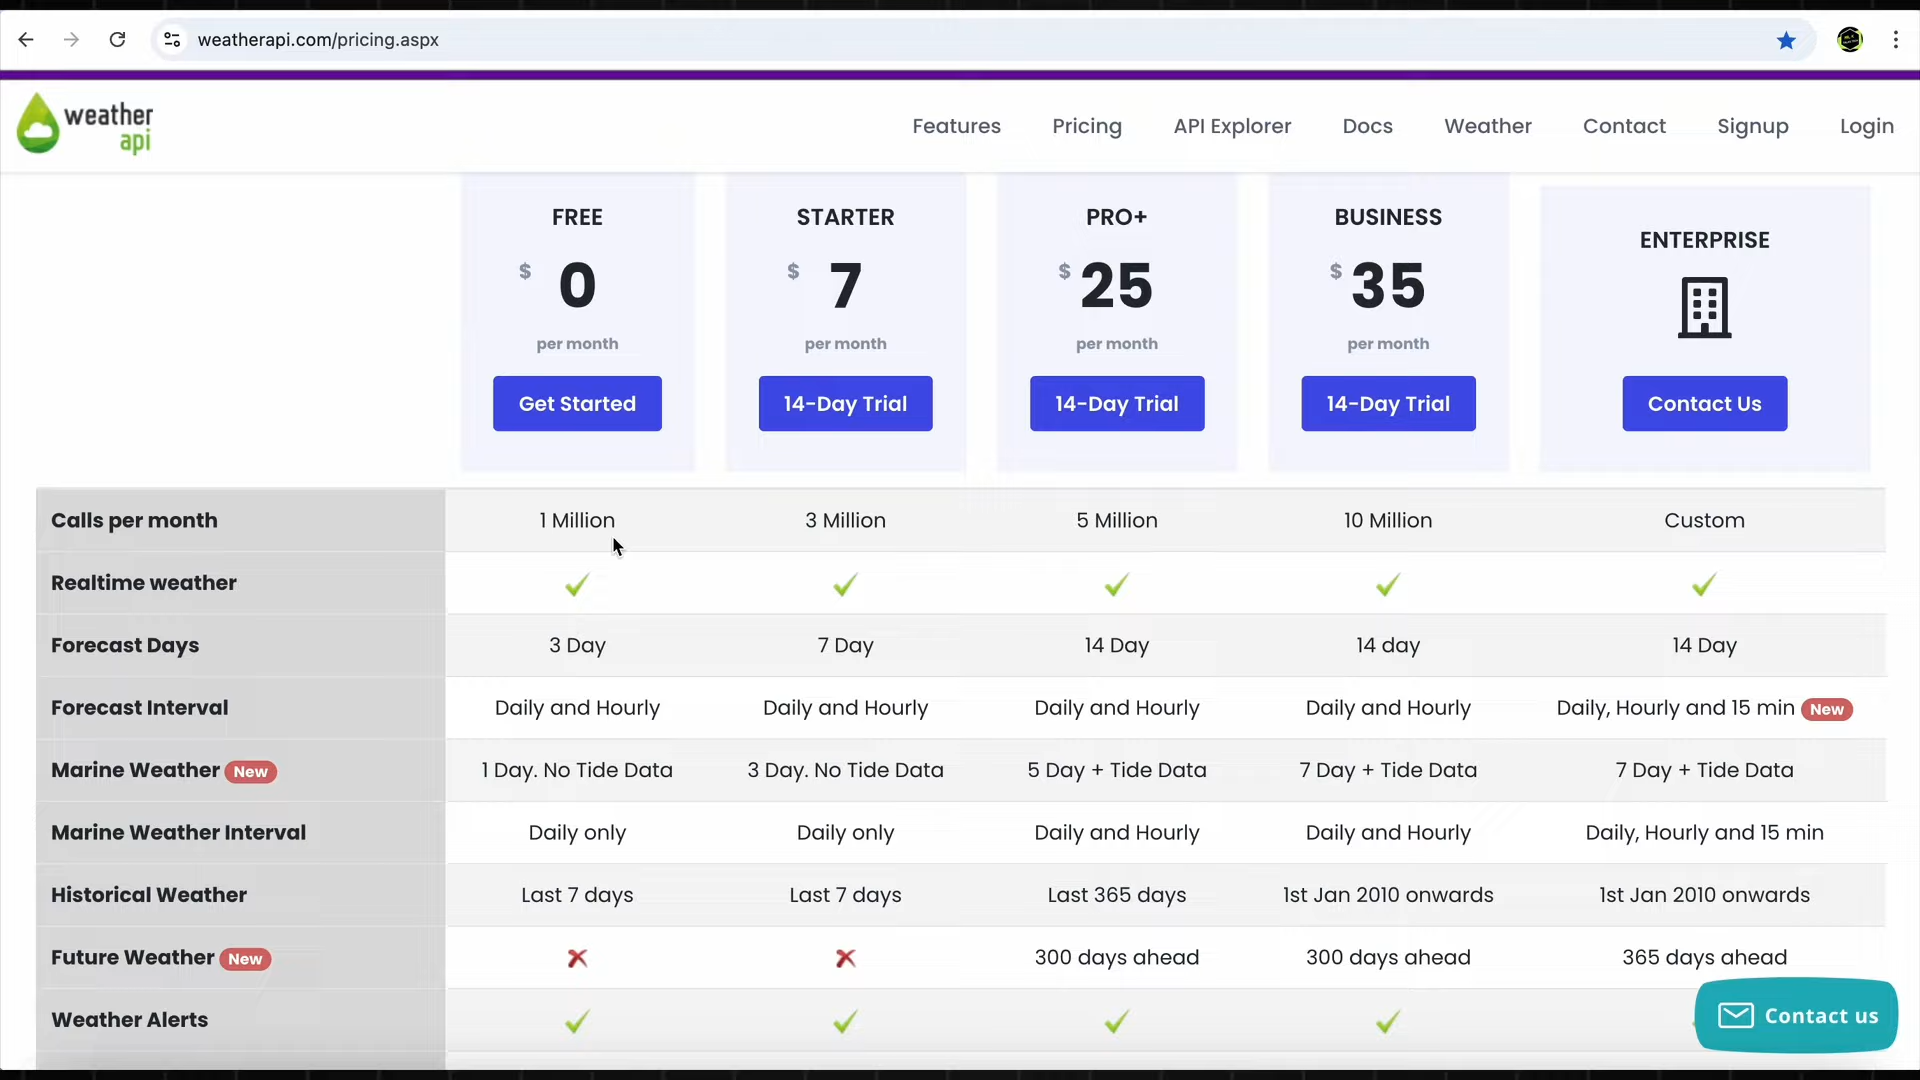 weatherapi.com/pricing.aspx
weather
api
Features Pricing API Explorer Docs Weather Contact Signup Login
FREE STARTER PRO+ BUSINESS
ENTERPRISE
$ 0 $ 7 $ 25 $ 35
per month per month per month per month
Get Started 14-Day Trial 14-Day Trial 14-Day Trial Contact Us
Calls per month 1 Million 3 Million 5 Million 10 Million Custom
Realtime weather
Forecast Days 3 Day 7 Day 14 Day 14 day 14 Day
Forecast Interval Daily and Hourly Daily and Hourly Daily and Hourly Daily and Hourly Daily, Hourly and 15 min New
Marine Weather New 1 Day. No Tide Data 3 Day. No Tide Data 5 Day + Tide Data 7 Day + Tide Data 7 Day + Tide Data
Marine Weather Interval Daily only Daily only Daily and Hourly Daily and Hourly Daily, Hourly and 15 min
Historical Weather Last 7 days Last 7 days Last 365 days 1st Jan 2010 onwards 1st Jan 2010 onwards
Future Weather New 300 days ahead 300 days ahead 365 days ahead
Weather Alerts
Contact us